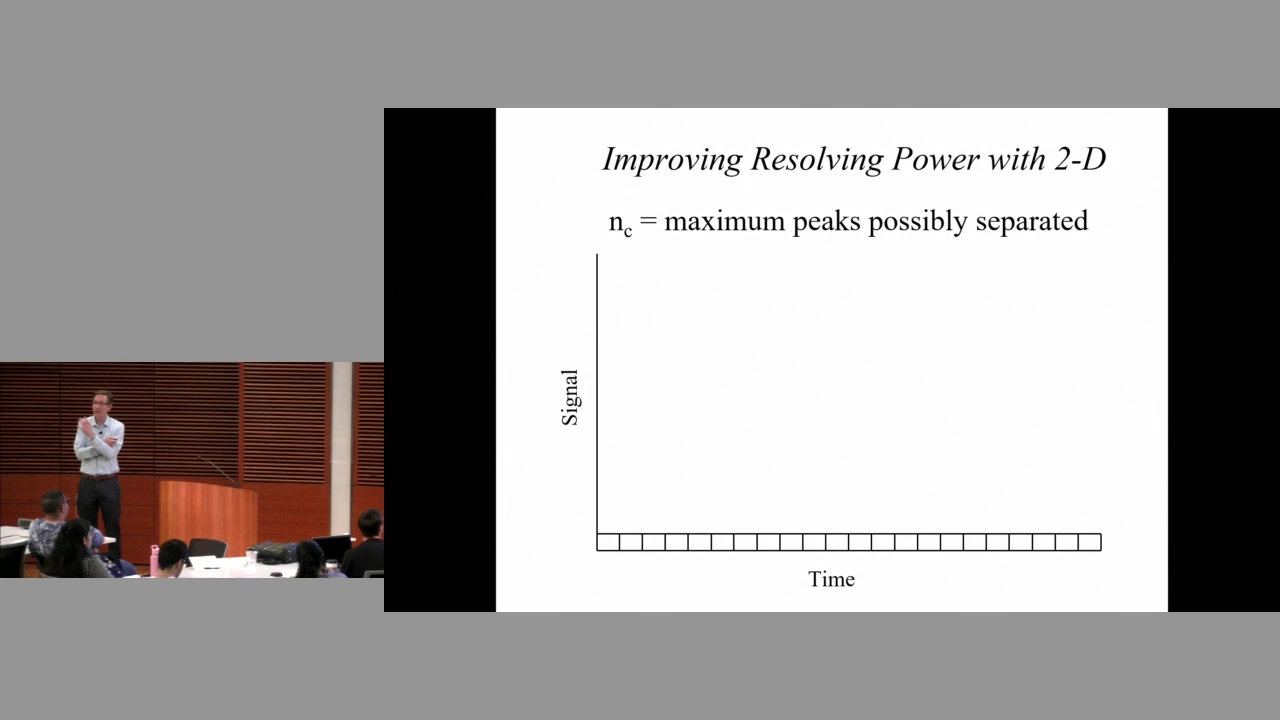 Improving Resolving Power with 2-D
n_c = maximum peaks possibly separated
Signal
Time